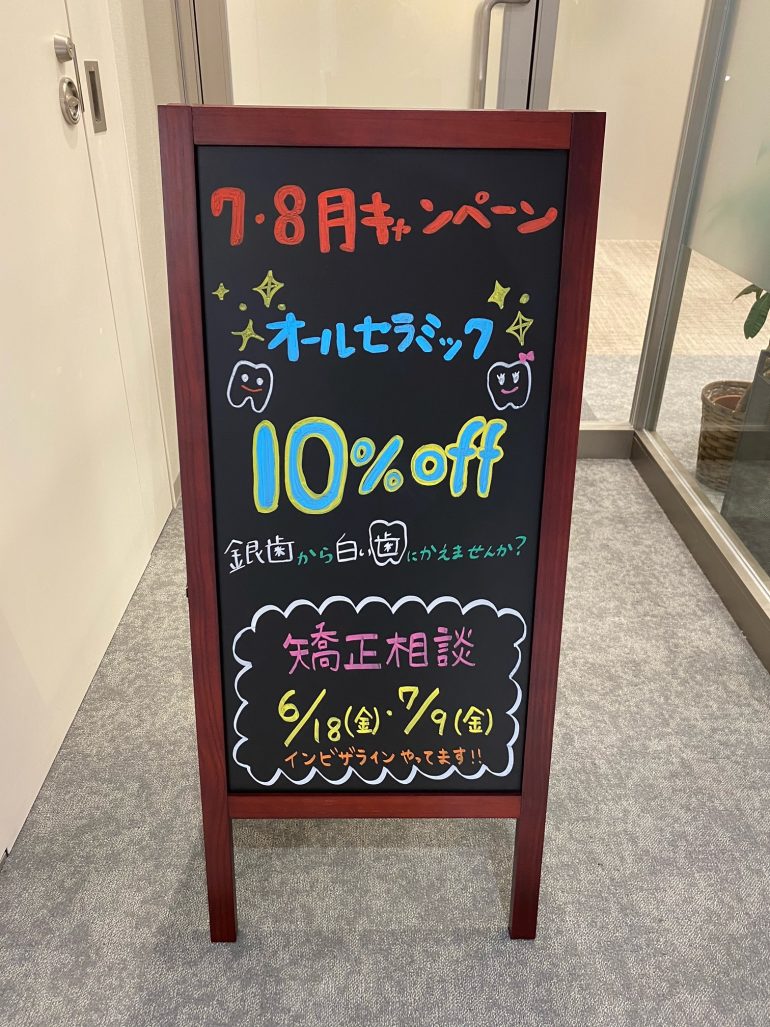 7・8月キャンペーン
オールセラミック
10% off
銀歯から白い歯にかえませんか?
矯正相談
6/18(金)・7/9(金)
インビザラインやってます!!